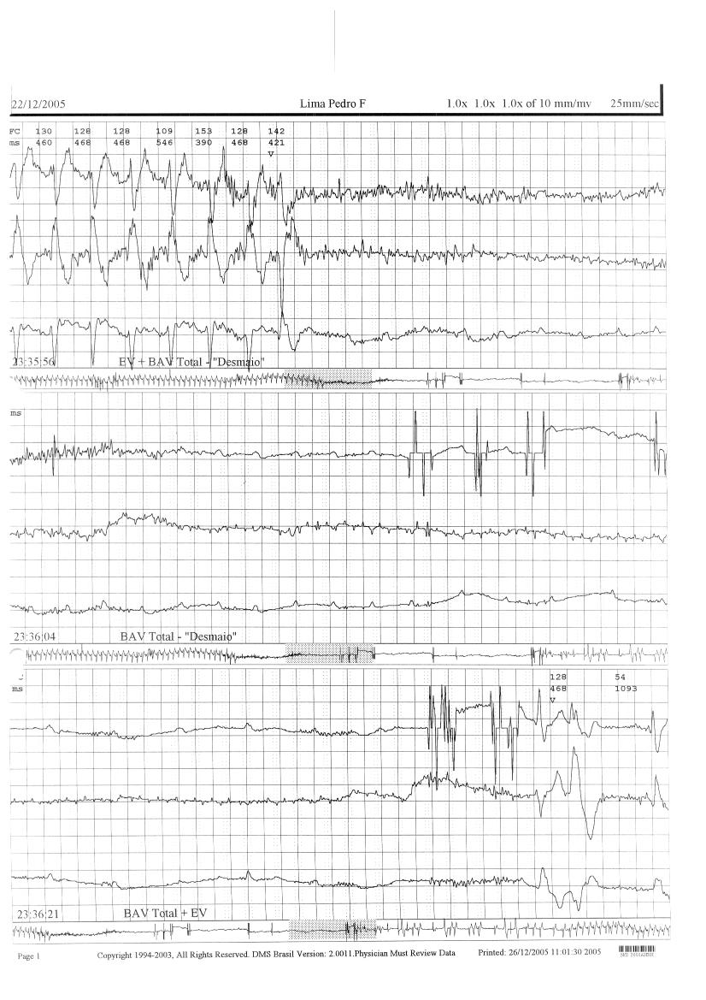 22/12/2005 Lima Pedro F 1.0x 1.0x 1.0x of 10 mm/mv 25mm/sec
FC 130 128 128 109 153 128 142
ms 460 468 468 546 390 468 421
23:35:56 EV + BAV Total - "Desmaio"
ms
23:36:04 BAV Total - "Desmaio"
128 54
ms 468 1093
23:36:21 BAV Total + EV
Page 1 Copyright 1994-2003, All Rights Reserved. DMS Brasil Version: 2.0011.Physician Must Review Data Printed: 26/12/2005 11:01:30 2005